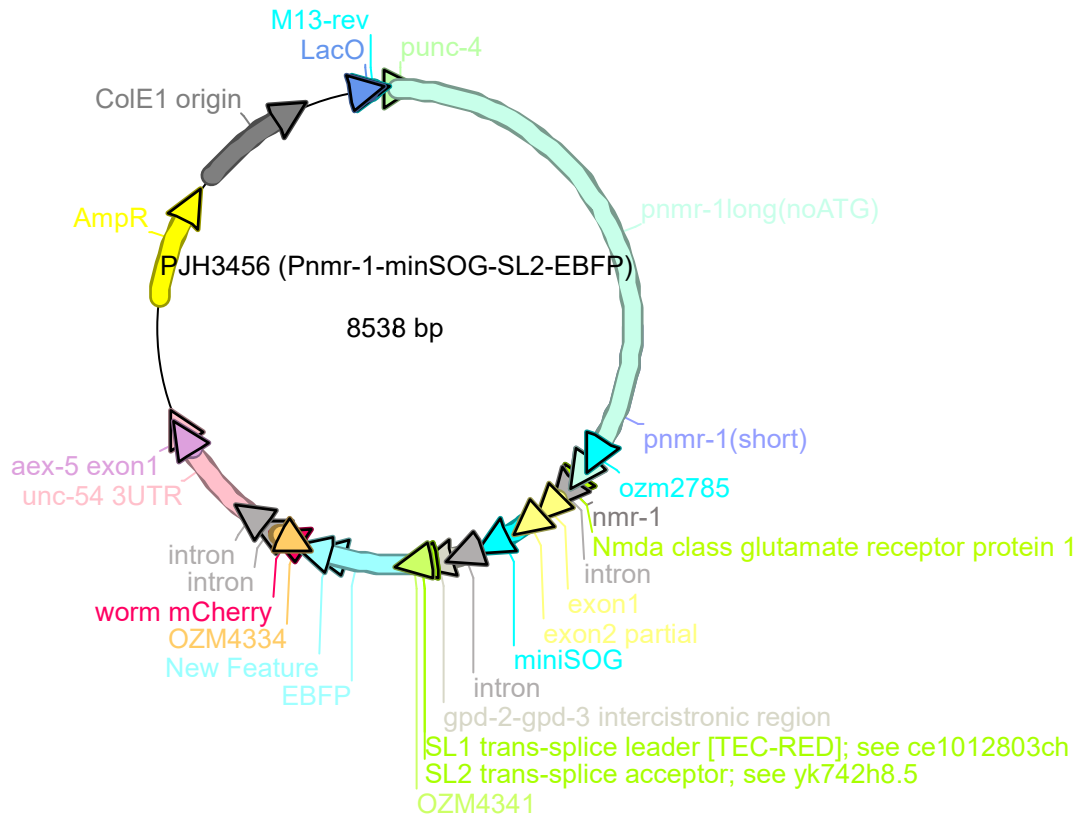 M13-rev
LacO
punc-4
ColE1 origin
pnmr-1long(noATG)
AmpR
PJH3456 (Pnmr-1-minSOG-SL2-EBFP)
8538 bp
pnmr-1(short)
aex-5 exon1
unc-54 3UTR
ozm2785
nmr-1
Nmda class glutamate receptor protein 1
intron
intron
intron
exon1
worm mCherry
exon2 partial
OZM4334
miniSOG
New Feature
intron
EBFP
gpd-2-gpd-3 intercistronic region
SL1 trans-splice leader [TEC-RED]; see ce1012803ch
SL2 trans-splice acceptor; see yk742h8.5
OZM4341